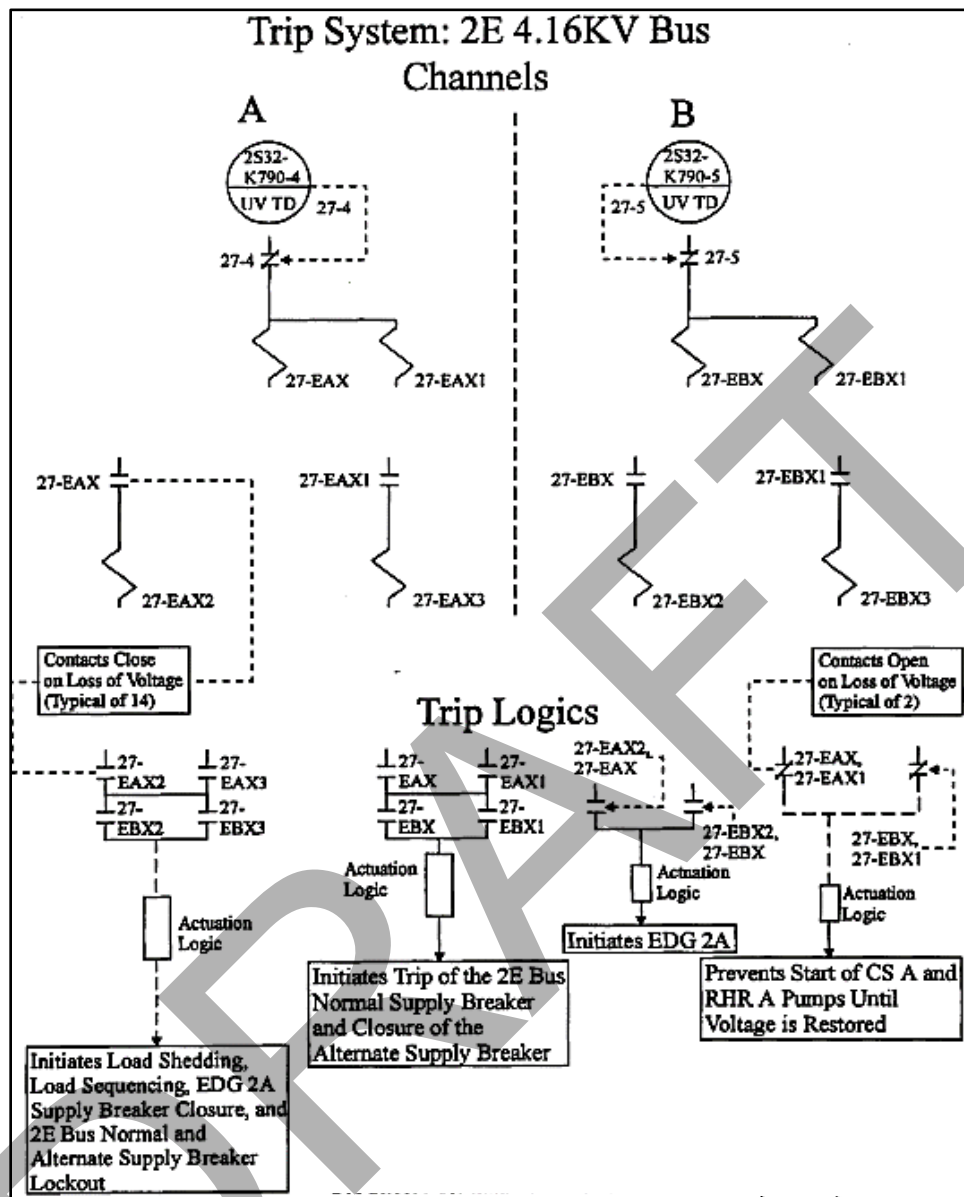 Trip System: 2E 4.16KV Bus
Channels
A
B
2S32-
K790-4
UV TD
27-4
27-4
27-EAX
27-EAX1
2S32-
K790-5
UV TD
27-5
27-5
27-EBX
27-EBX1
27-EAX
27-EAX1
27-EBX
27-EBX1
27-EAX2
27-EAX3
27-EBX2
27-EBX3
Contacts Close
on Loss of Voltage
(Typical of 14)
Contacts Open
on Loss of Voltage
(Typical of 2)
Trip Logics
27-
EAX2
27-
EAX3
27-
EBX2
27-
EBX3
Actuation
Logic
Initiates Load Shedding,
Load Sequencing, EDG 2A
Supply Breaker Closure, and
2E Bus Normal and
Alternate Supply Breaker
Lockout
27-
EAX
27-
EAX1
27-
EBX
27-
EBX1
Actuation
Logic
Initiates Trip of the 2E Bus
Normal Supply Breaker
and Closure of the
Alternate Supply Breaker
27-EAX2,
27-EAX
27-EBX2,
27-EBX
Actuation
Logic
Initiates EDG 2A
27-EAX,
27-EAX1
27-EBX,
27-EBX1
Actuation
Logic
Prevents Start of CS A and
RHR A Pumps Until
Voltage is Restored
DRAFT